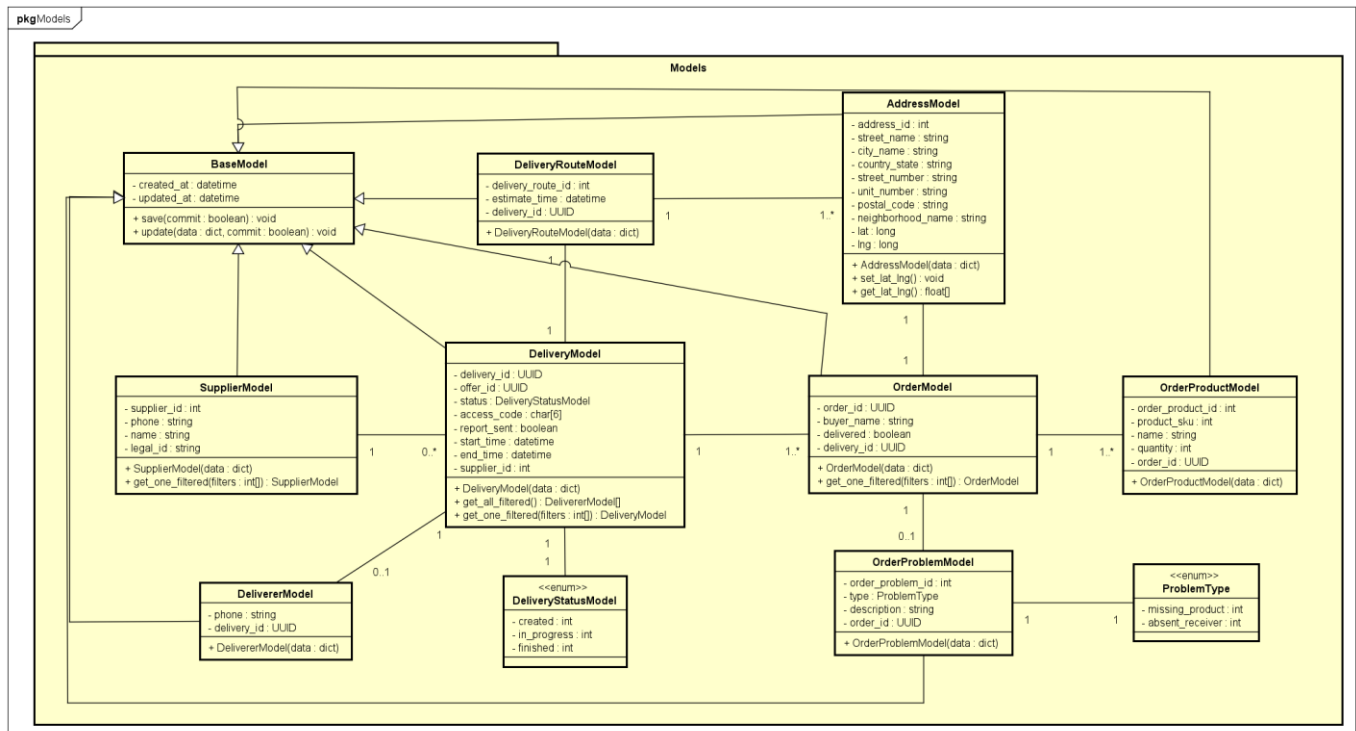 pkgModels
Models
BaseModel
- created_at : datetime
- updated_at : datetime
+ save(commit : boolean) : void
+ update(data : dict, commit : boolean) : void
DeliveryRouteModel
- delivery_route_id : int
- estimate_time : datetime
- delivery_id : UUID
+ DeliveryRouteModel(data : dict)
1
1..*
1
1
AddressModel
- address_id : int
- street_name : string
- city_name : string
- country_state : string
- street_number : string
- unit_number : string
- postal_code : string
- neighborhood_name : string
- lat : long
- lng : long
+ AddressModel(data : dict)
+ set_lat_lng() : void
+ get_lat_lng() : float[]
1
1
SupplierModel
- supplier_id : int
- phone : string
- name : string
- legal_id : string
+ SupplierModel(data : dict)
+ get_one_filtered(filters : int[]) : SupplierModel
1
0..*
DeliveryModel
- delivery_id : UUID
- offer_id : UUID
- status : DeliveryStatusModel
- access_code : char[6]
- report_sent : boolean
- start_time : datetime
- end_time : datetime
- supplier_id : int
+ DeliveryModel(data : dict)
+ get_all_filtered() : DelivererModel[]
+ get_one_filtered(filters : int[]) : DeliveryModel
1
1..*
OrderModel
- order_id : UUID
- buyer_name : string
- delivered : boolean
- delivery_id : UUID
+ OrderModel(data : dict)
+ get_one_filtered(filters : int[]) : OrderModel
1
1..*
OrderProductModel
- order_product_id : int
- product_sku : int
- name : string
- quantity : int
- order_id : UUID
+ OrderProductModel(data : dict)
1
0..1
1
1
1
0..1
DelivererModel
- phone : string
- delivery_id : UUID
+ DelivererModel(data : dict)
<<enum>>
DeliveryStatusModel
- created : int
- in_progress : int
- finished : int
OrderProblemModel
- order_problem_id : int
- type : ProblemType
- description : string
- order_id : UUID
+ OrderProblemModel(data : dict)
1
1
<<enum>>
ProblemType
- missing_product : int
- absent_receiver : int